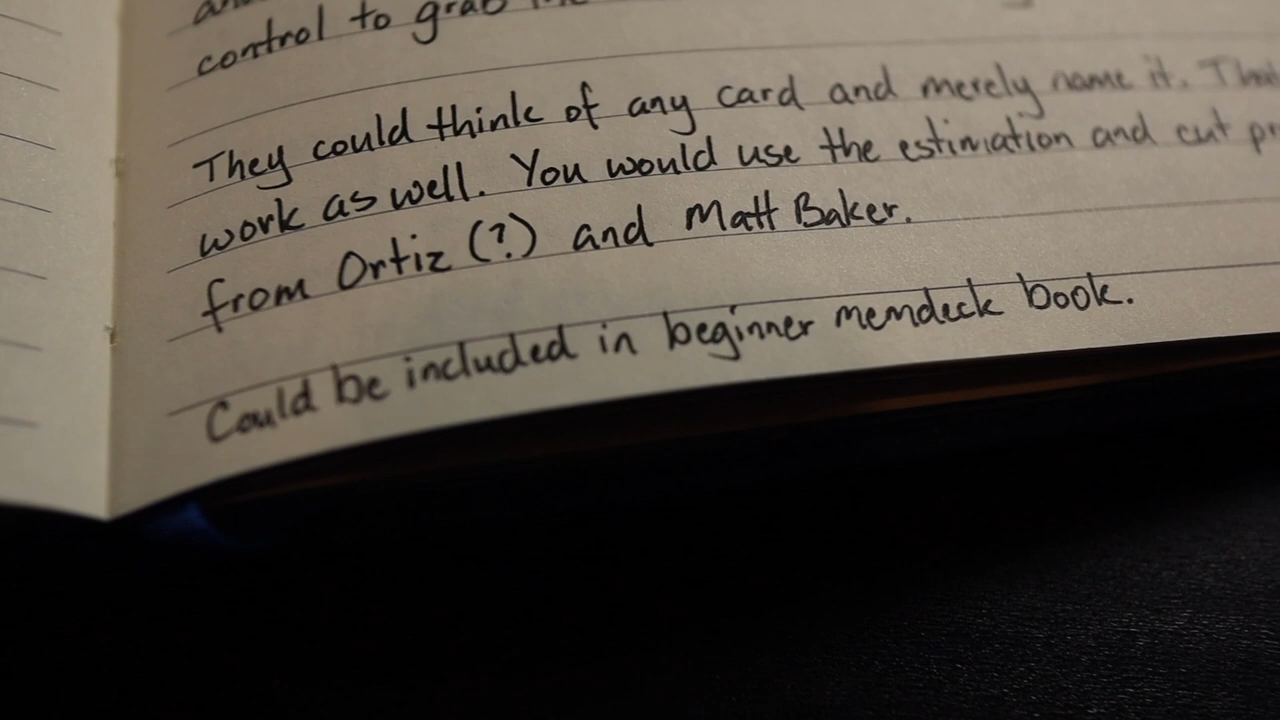 control to grab
They could think of any card and merely name it.
work as well. You would use the estimation and cut
from Ortiz (?) and Matt Baker.
Could be included in beginner memdeck book.